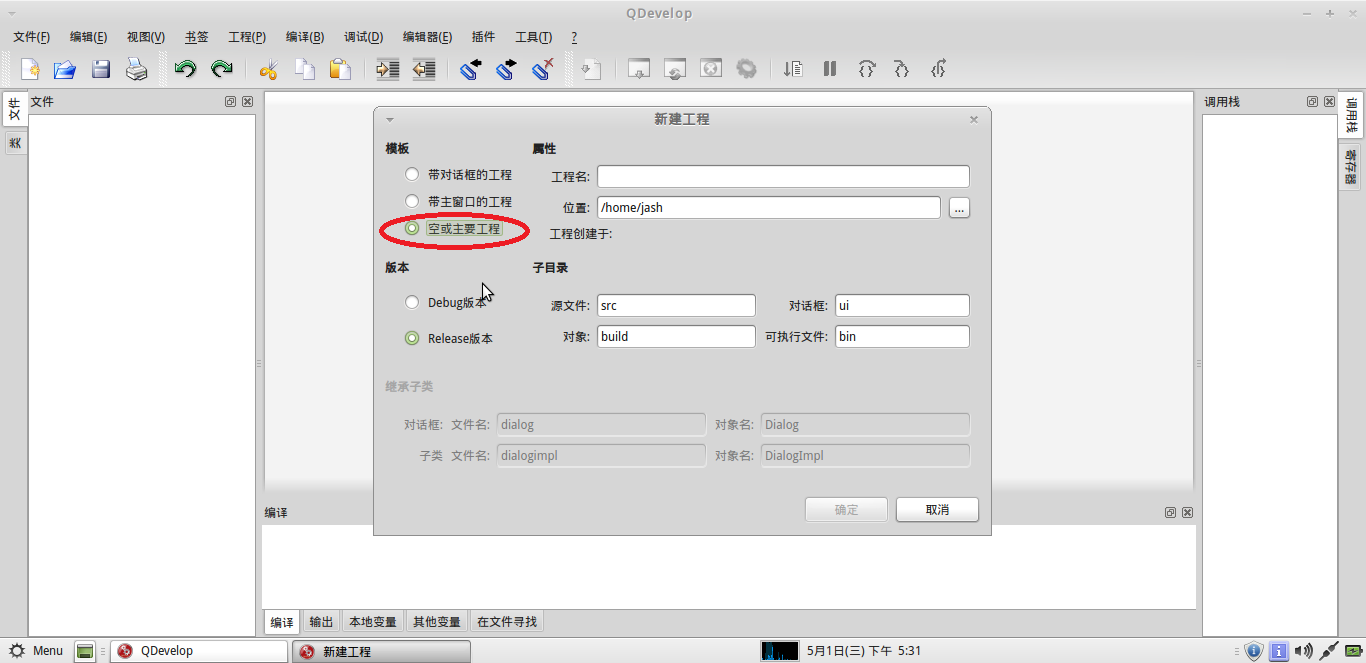 QDevelop
文件(F) 编辑(E) 视图(V) 书签 工程(P) 编译(B) 调试(D) 编辑器(E) 插件 工具(T) ?
文件
文件
类
新建工程
模板
带对话框的工程
带主窗口的工程
空或主要工程
属性
工程名:
位置: /home/jash ...
工程创建于:
版本
Debug版本
Release版本
子目录
源文件: src 对话框: ui
对象: build 可执行文件: bin
继承子类
对话框: 文件名: dialog 对象名: Dialog
子类 文件名: dialogimpl 对象名: DialogImpl
确定 取消
调用栈
调用栈
寄存器
编译
编译 输出 本地变量 其他变量 在文件寻找
Menu QDevelop 新建工程 5月1日(三) 下午 5:31